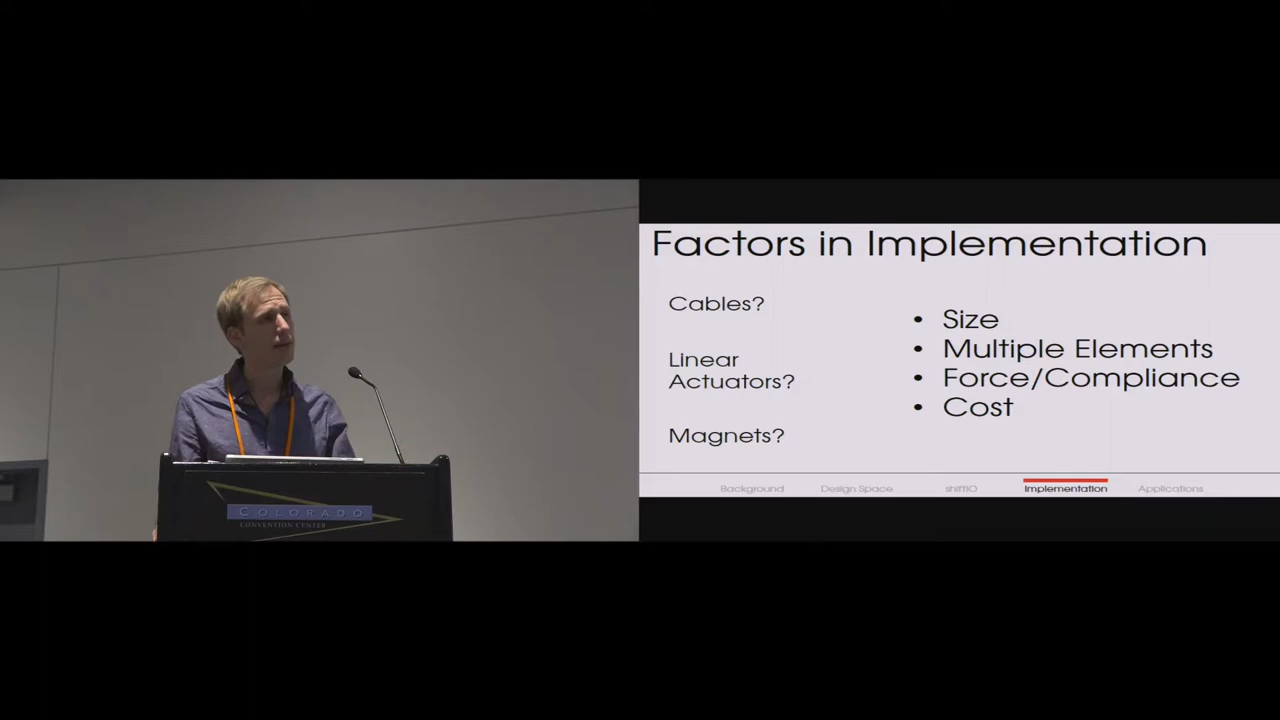 Factors in Implementation
Cables?
Linear
Actuators?
Magnets?
• Size
• Multiple Elements
• Force/Compliance
• Cost
Background Design Space shiftIO Implementation Applications
COLORADO
CONVENTION CENTER